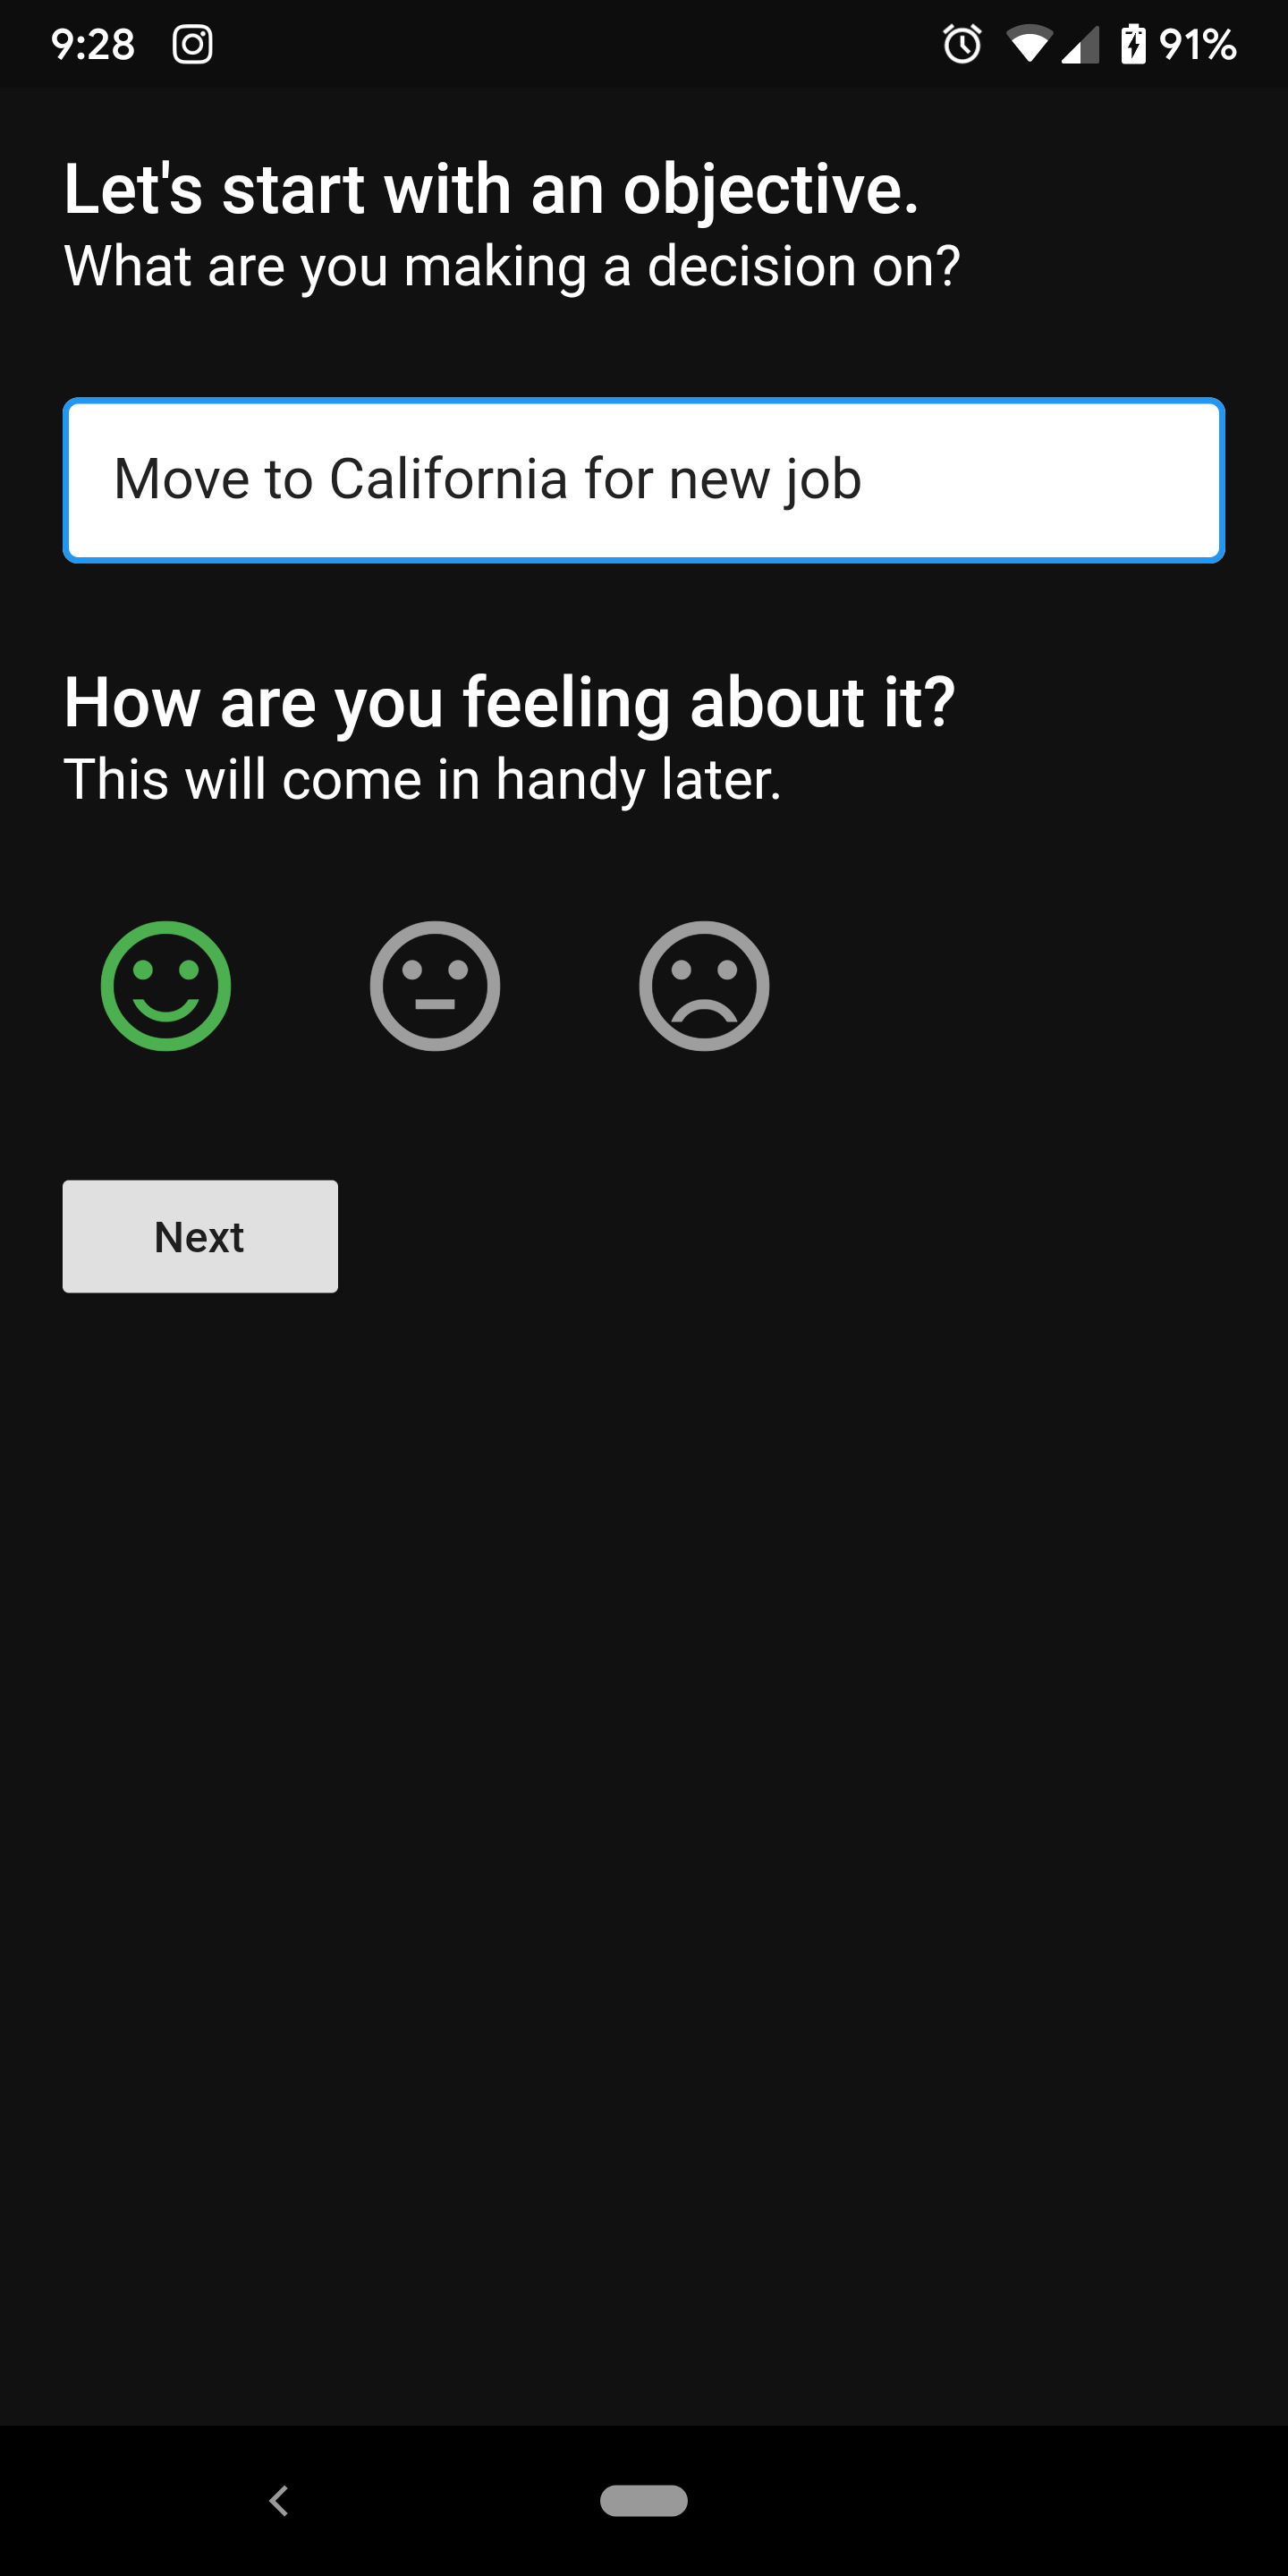 9:28 91%
Let's start with an objective.
What are you making a decision on?
Move to California for new job
How are you feeling about it?
This will come in handy later.
Next